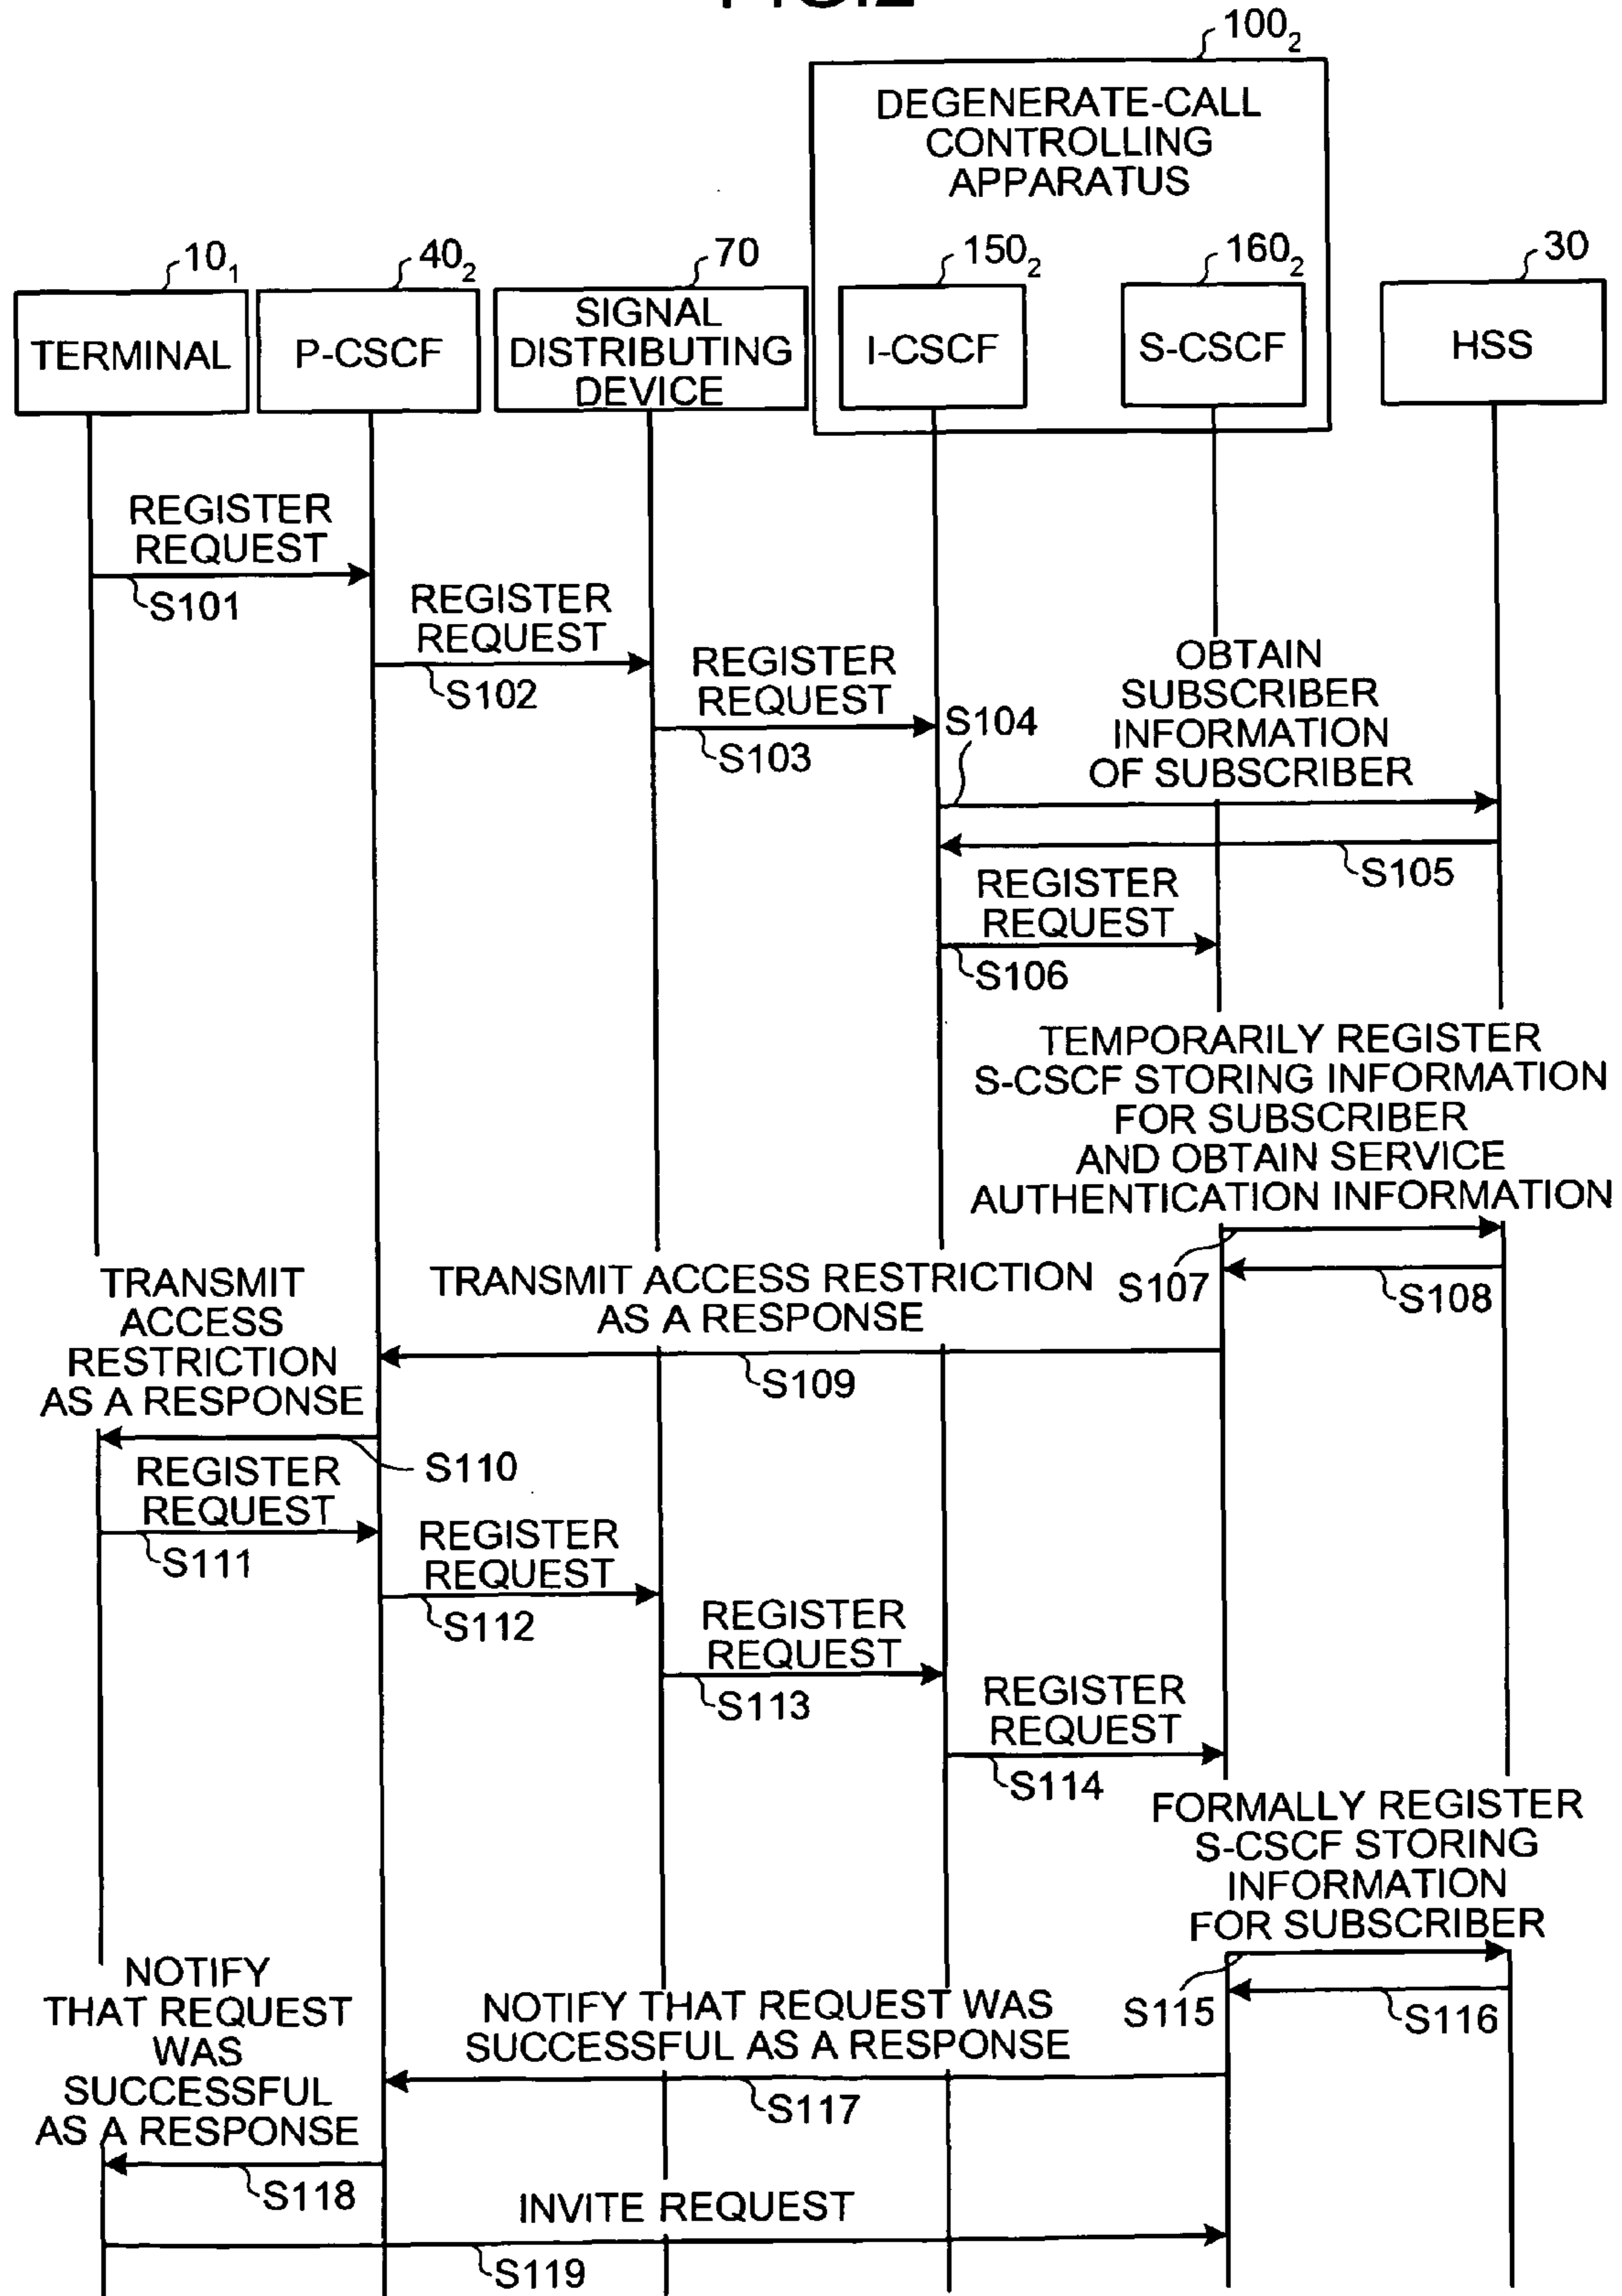 FIG.2
100₂
DEGENERATE-CALL
CONTROLLING
APPARATUS
10₁
40₂
70
150₂
160₂
30
TERMINAL
P-CSCF
SIGNAL
DISTRIBUTING
DEVICE
I-CSCF
S-CSCF
HSS
REGISTER
REQUEST
S101
REGISTER
REQUEST
S102
REGISTER
REQUEST
S103
S104
OBTAIN
SUBSCRIBER
INFORMATION
OF SUBSCRIBER
S105
REGISTER
REQUEST
S106
TEMPORARILY REGISTER
S-CSCF STORING INFORMATION
FOR SUBSCRIBER
AND OBTAIN SERVICE
AUTHENTICATION INFORMATION
S107
S108
TRANSMIT ACCESS RESTRICTION
AS A RESPONSE
S109
TRANSMIT
ACCESS
RESTRICTION
AS A RESPONSE
S110
REGISTER
REQUEST
S111
REGISTER
REQUEST
S112
REGISTER
REQUEST
S113
REGISTER
REQUEST
S114
FORMALLY REGISTER
S-CSCF STORING
INFORMATION
FOR SUBSCRIBER
S115
S116
NOTIFY THAT REQUEST WAS
SUCCESSFUL AS A RESPONSE
S117
NOTIFY
THAT REQUEST
WAS
SUCCESSFUL
AS A RESPONSE
S118
INVITE REQUEST
S119